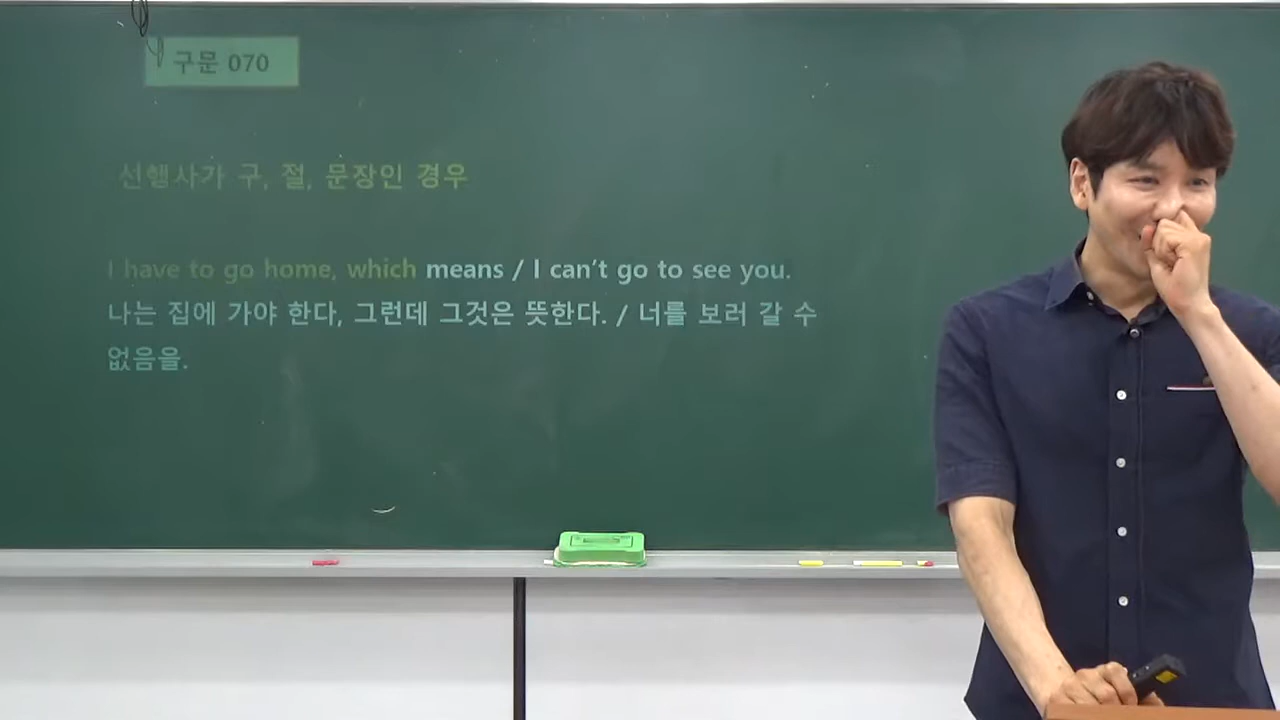 구문 070
선행사가 구, 절, 문장인 경우
I have to go home, which means / I can't go to see you.
나는 집에 가야 한다, 그런데 그것은 뜻한다. / 너를 보러 갈 수
없음을.